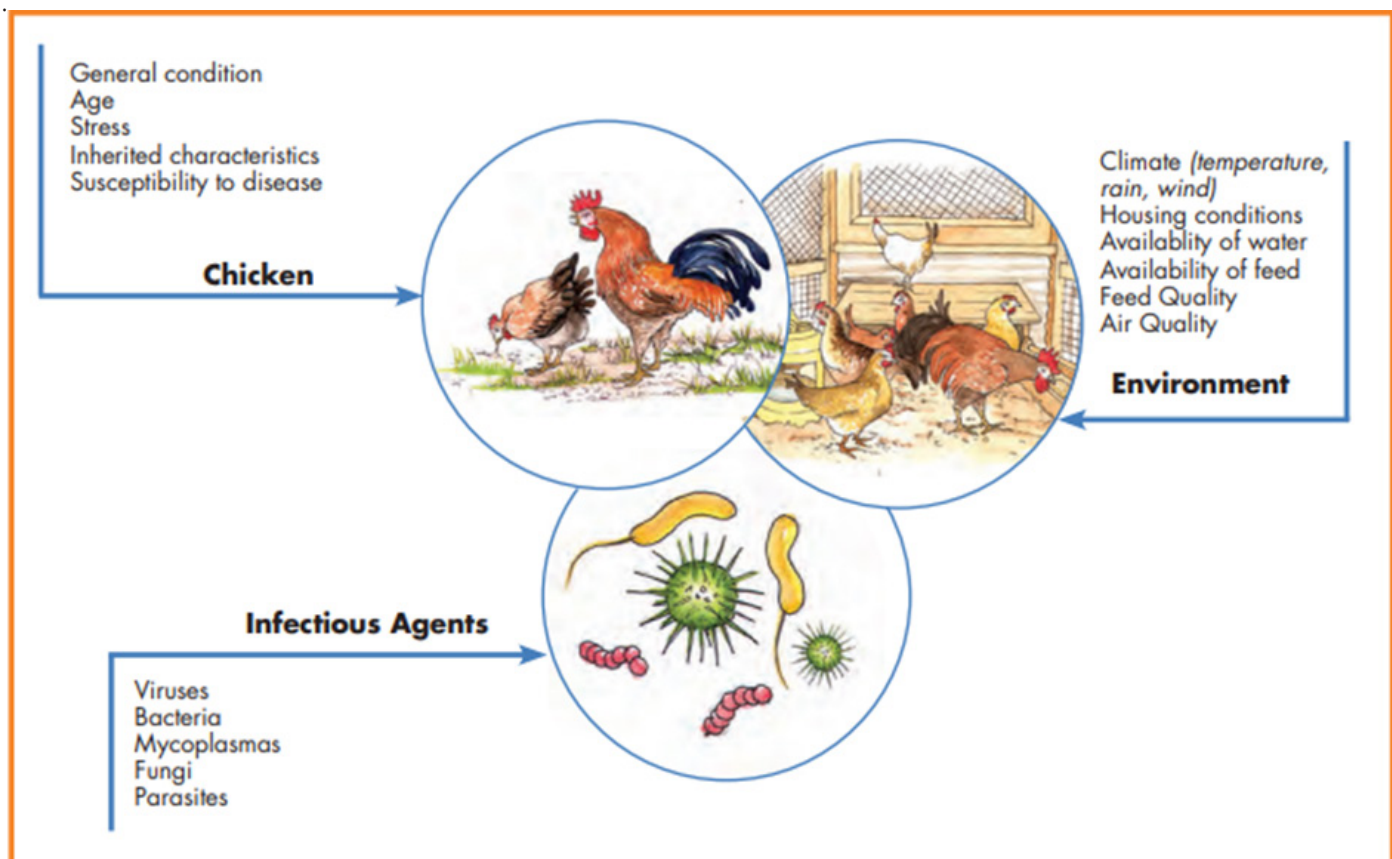 General condition
Age
Stress
Inherited characteristics
Susceptibility to disease
Chicken
Climate (temperature,
rain, wind)
Housing conditions
Availablity of water
Availability of feed
Feed Quality
Air Quality
Environment
Infectious Agents
Viruses
Bacteria
Mycoplasmas
Fungi
Parasites